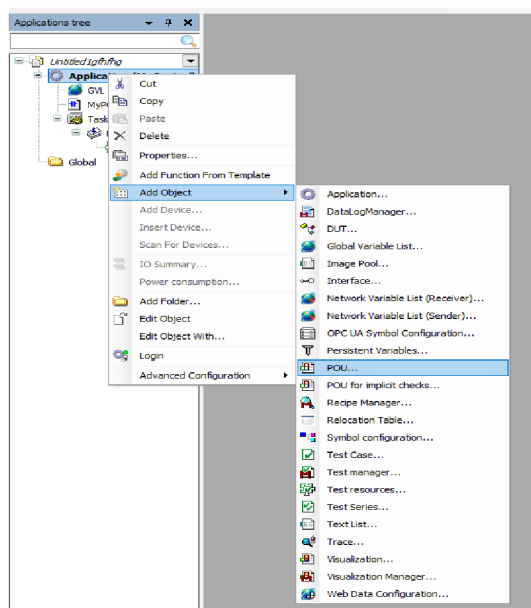 Applications tree
Untitled1gfhfhg
GVL
Task
Global
Cut
Copy
Paste
Delete
Properties...
Add Function From Template
Add Object
Add Device...
Insert Device...
Scan For Devices...
IO Summary...
Power consumption...
Add Folder...
Edit Object
Edit Object With...
Login
Advanced Configuration
Application...
DataLogManager...
DUT...
Global Variable List...
Image Pool...
Interface...
Network Variable List (Receiver)...
Network Variable List (Sender)...
OPC UA Symbol Configuration...
Persistent Variables...
POU...
POU for implicit checks...
Recipe Manager...
Relocation Table...
Symbol configuration...
Test Case...
Test manager...
Test resources...
Test Series...
Text List...
Trace...
Visualization...
Visualization Manager...
Web Data Configuration...